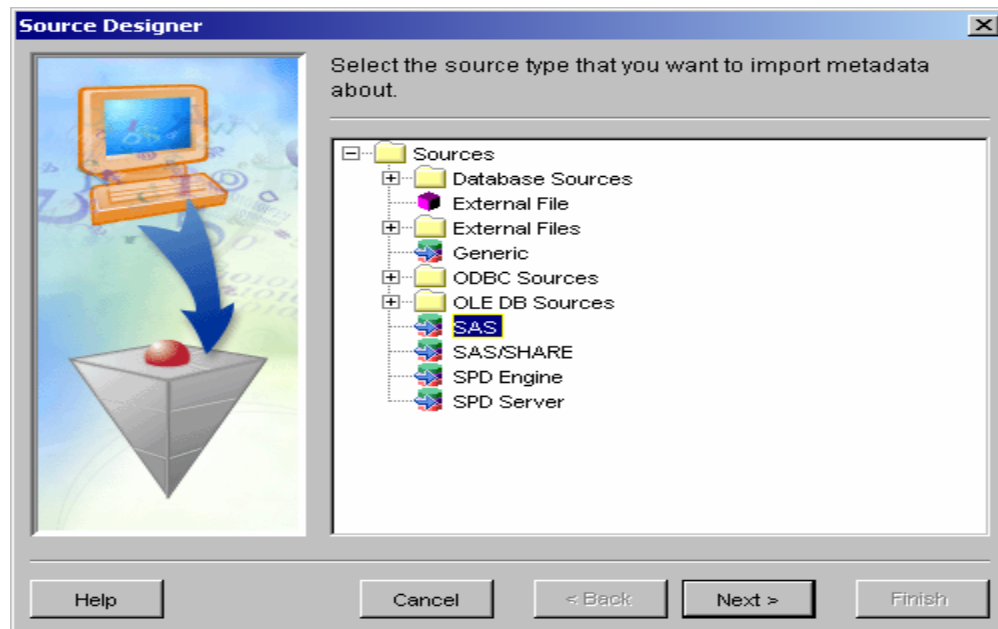 Source Designer
Select the source type that you want to import metadata
about.
Sources
Database Sources
External File
External Files
Generic
ODBC Sources
OLE DB Sources
SAS
SAS/SHARE
SPD Engine
SPD Server
Help
Cancel
< Back
Next >
Finish